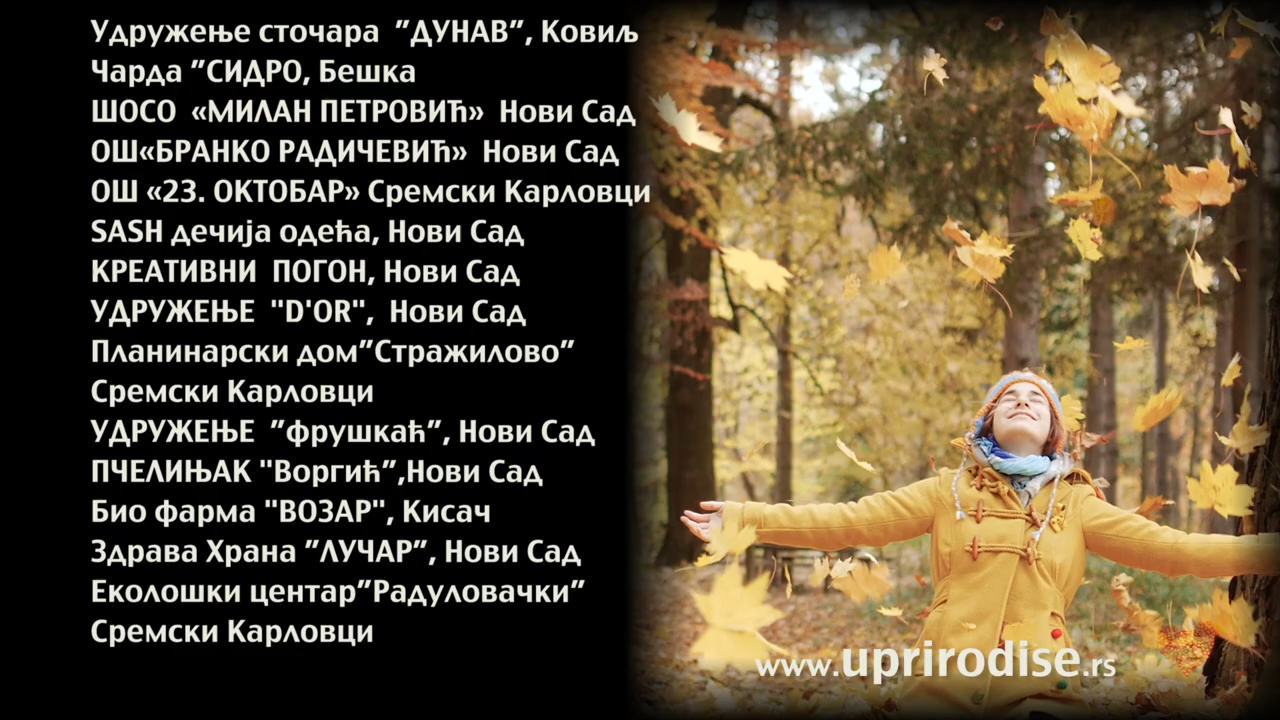 Удружење сточара ”ДУНАВ”, Ковиљ
Чарда ”СИДРО, Бешка
ШОСО «МИЛАН ПЕТРОВИЋ» Нови Сад
ОШ«БРАНКО РАДИЧЕВИЋ» Нови Сад
ОШ «23. ОКТОБАР» Сремски Карловци
SASH дечија одећа, Нови Сад
КРЕАТИВНИ ПОГОН, Нови Сад
УДРУЖЕЊЕ "D'OR", Нови Сад
Планинарски дом”Стражилово”
Сремски Карловци
УДРУЖЕЊЕ ”фрушкаћ”, Нови Сад
ПЧЕЛИЊАК "Воргић”,Нови Сад
Био фарма "ВОЗАР", Кисач
Здрава Храна ”ЛУЧАР”, Нови Сад
Еколошки центар”Радуловачки”
Сремски Карловци
www.uprirodise.rs